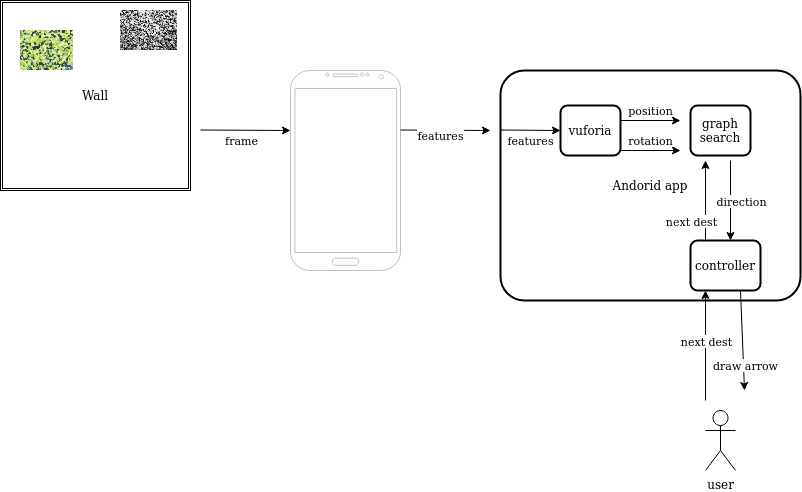 Wall
frame
features
features
vuforia
position
rotation
graph
search
Andorid app
direction
next dest
controller
next dest
draw arrow
user